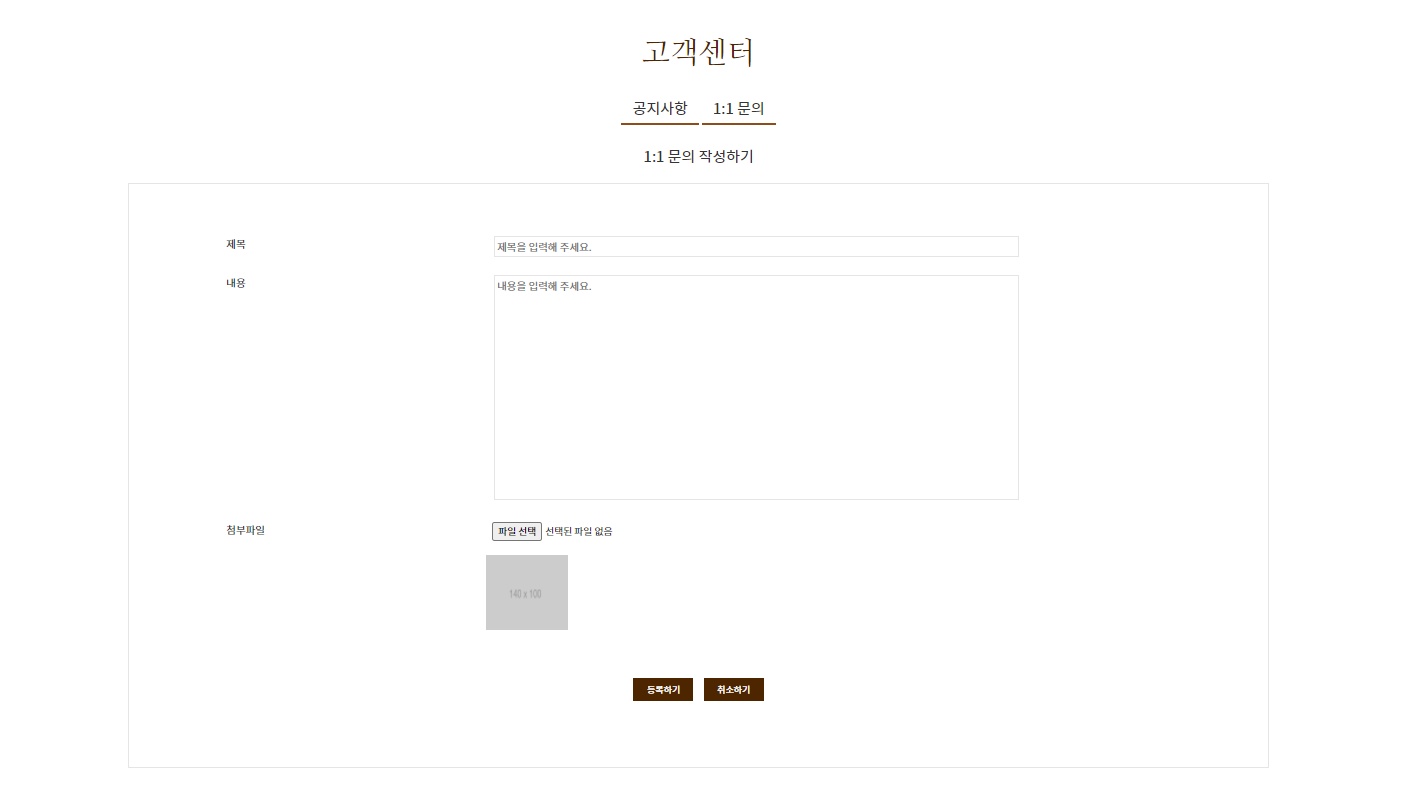 고객센터
공지사항 1:1 문의
1:1 문의 작성하기
제목 제목을 입력해 주세요.
내용 내용을 입력해 주세요.
첨부파일 파일 선택 선택된 파일 없음
140 x 100
등록하기 취소하기